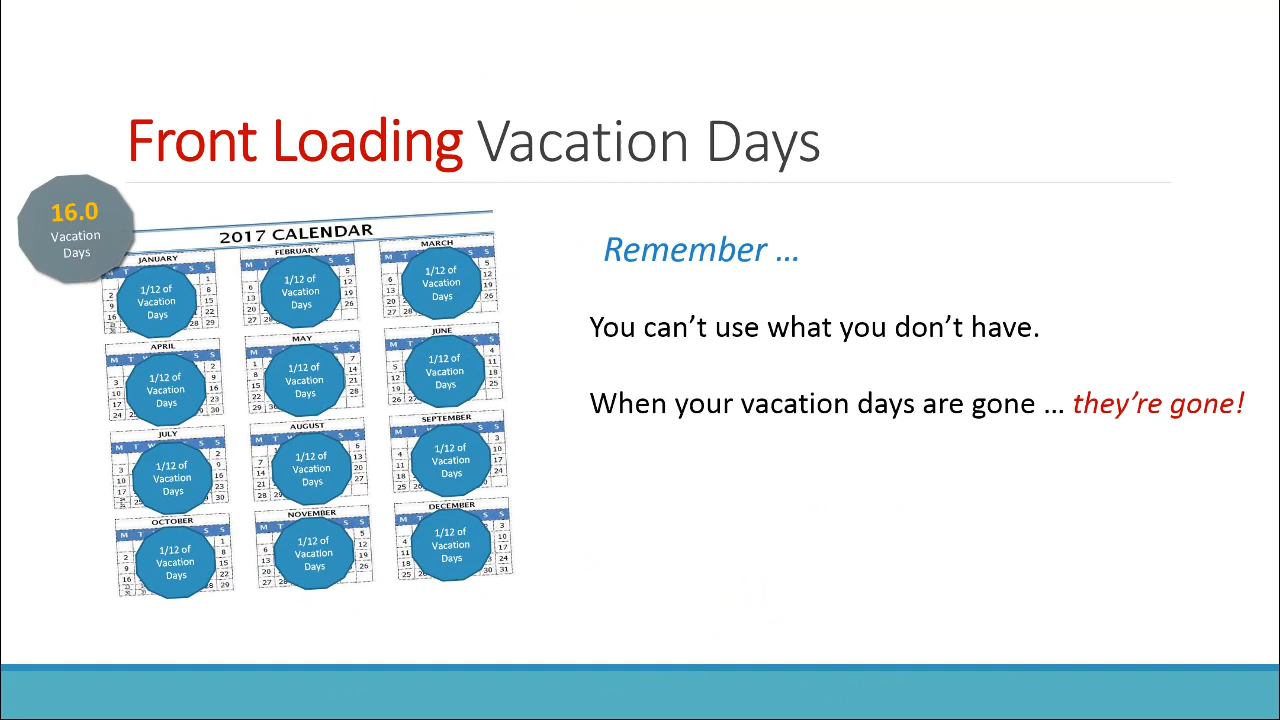 Front Loading Vacation Days
16.0
Vacation
Days
2017 CALENDAR
JANUARY
FEBRUARY
MARCH
1/12 of
Vacation
Days
1/12 of
Vacation
Days
1/12 of
Vacation
Days
APRIL
MAY
JUNE
1/12 of
Vacation
Days
1/12 of
Vacation
Days
1/12 of
Vacation
Days
JULY
AUGUST
SEPTEMBER
1/12 of
Vacation
Days
1/12 of
Vacation
Days
1/12 of
Vacation
Days
OCTOBER
NOVEMBER
DECEMBER
1/12 of
Vacation
Days
1/12 of
Vacation
Days
1/12 of
Vacation
Days
Remember ...
You can’t use what you don’t have.
When your vacation days are gone ... they’re gone!